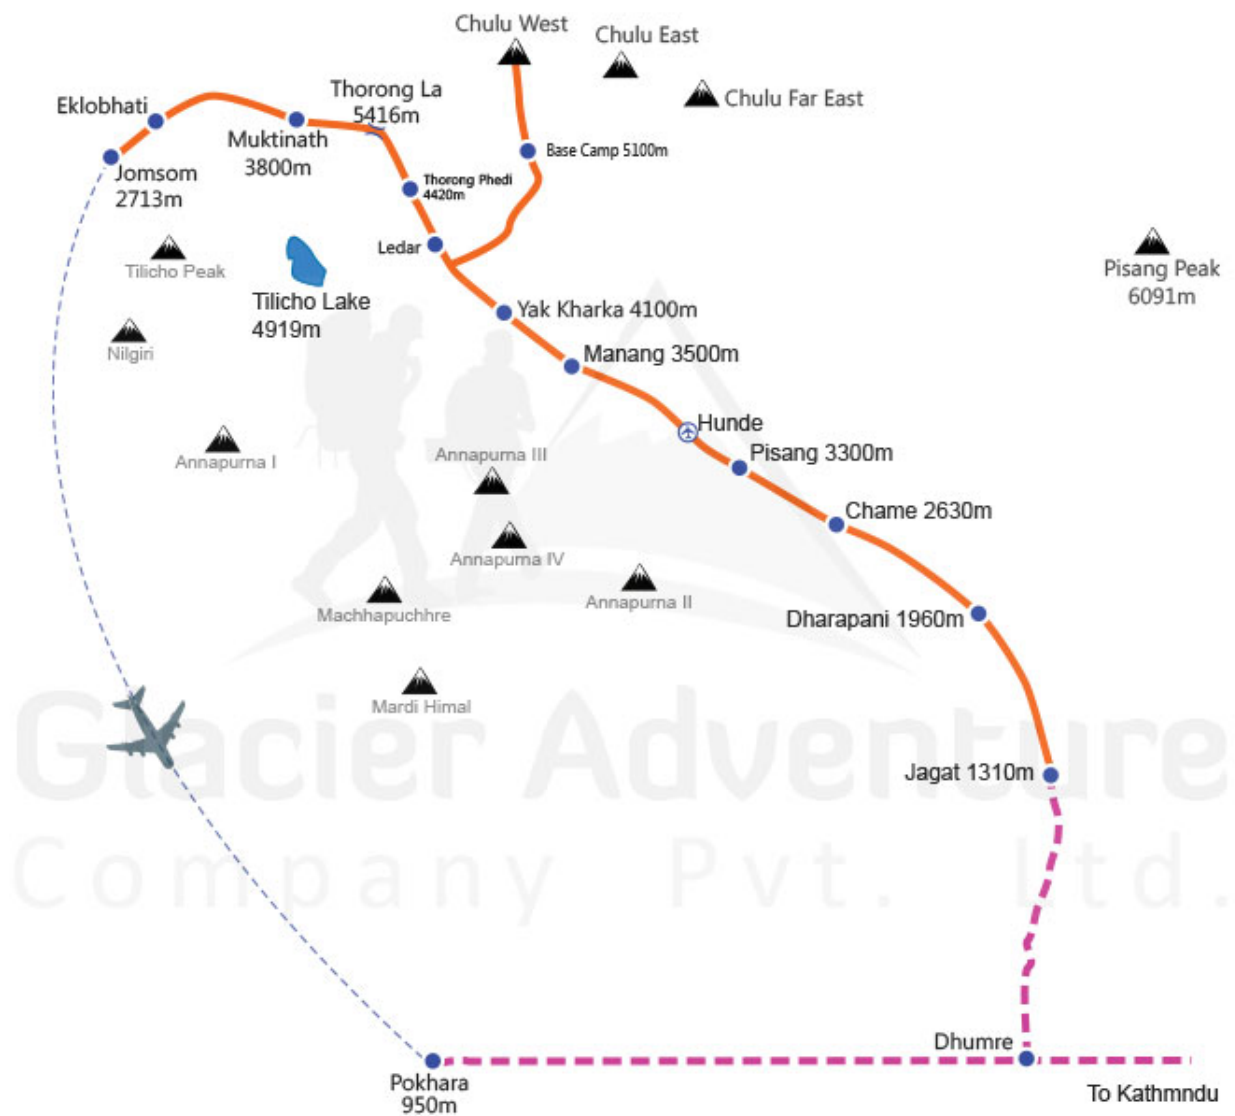 Chulu West
Chulu East
Chulu Far East
Thorong La
5416m
Eklobhati
Muktinath
3800m
Jomsom
2713m
Base Camp 5100m
Thorong Phedi
4420m
Ledar
Tilicho Peak
Tilicho Lake
4919m
Pisang Peak
6091m
Yak Kharka 4100m
Nilgiri
Manang 3500m
Hunde
Annapurna I
Annapurna III
Pisang 3300m
Chame 2630m
Annapurna IV
Annapurna II
Machhapuchhre
Dharapani 1960m
Mardi Himal
Glacier Adventure
Jagat 1310m
Company Pvt. Ltd.
Dhumre
Pokhara
950m
To Kathmndu